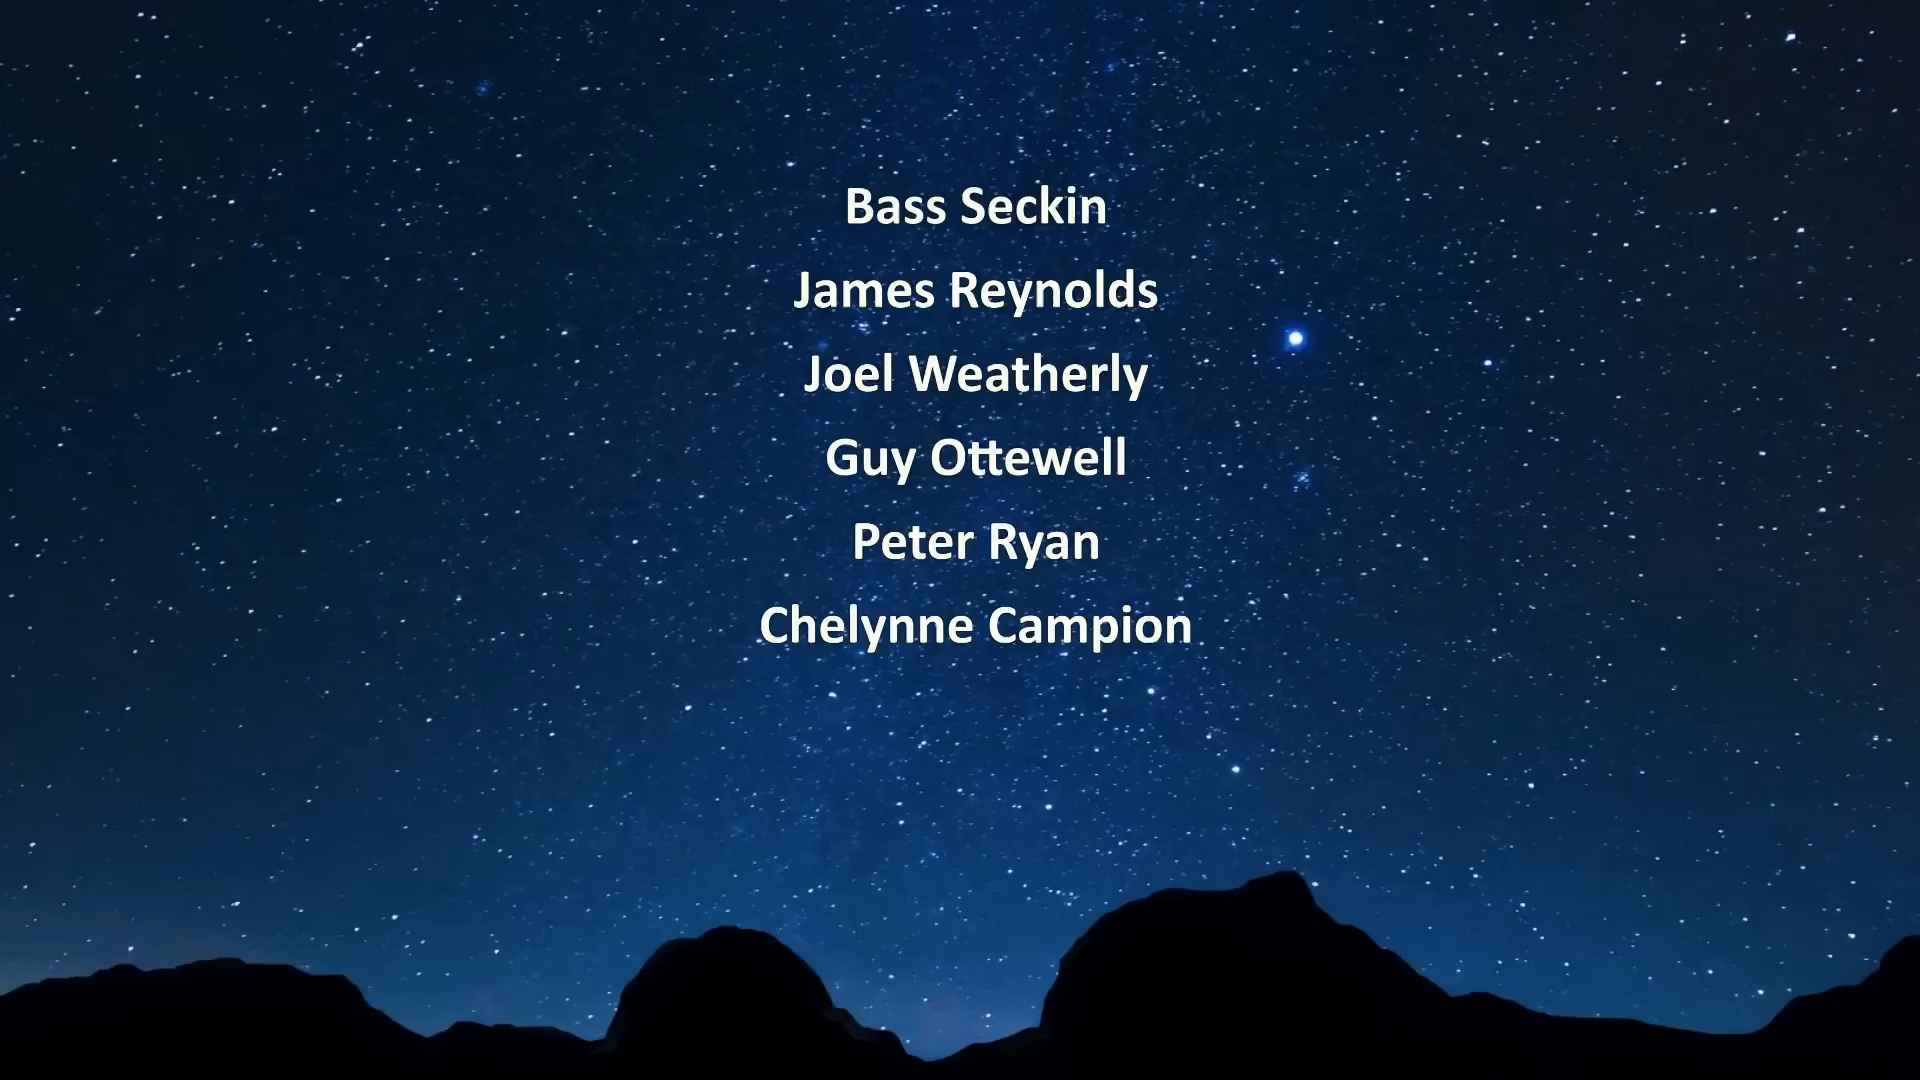 Bass Seckin
James Reynolds
Joel Weatherly
Guy Ottewell
Peter Ryan
Chelynne Campion